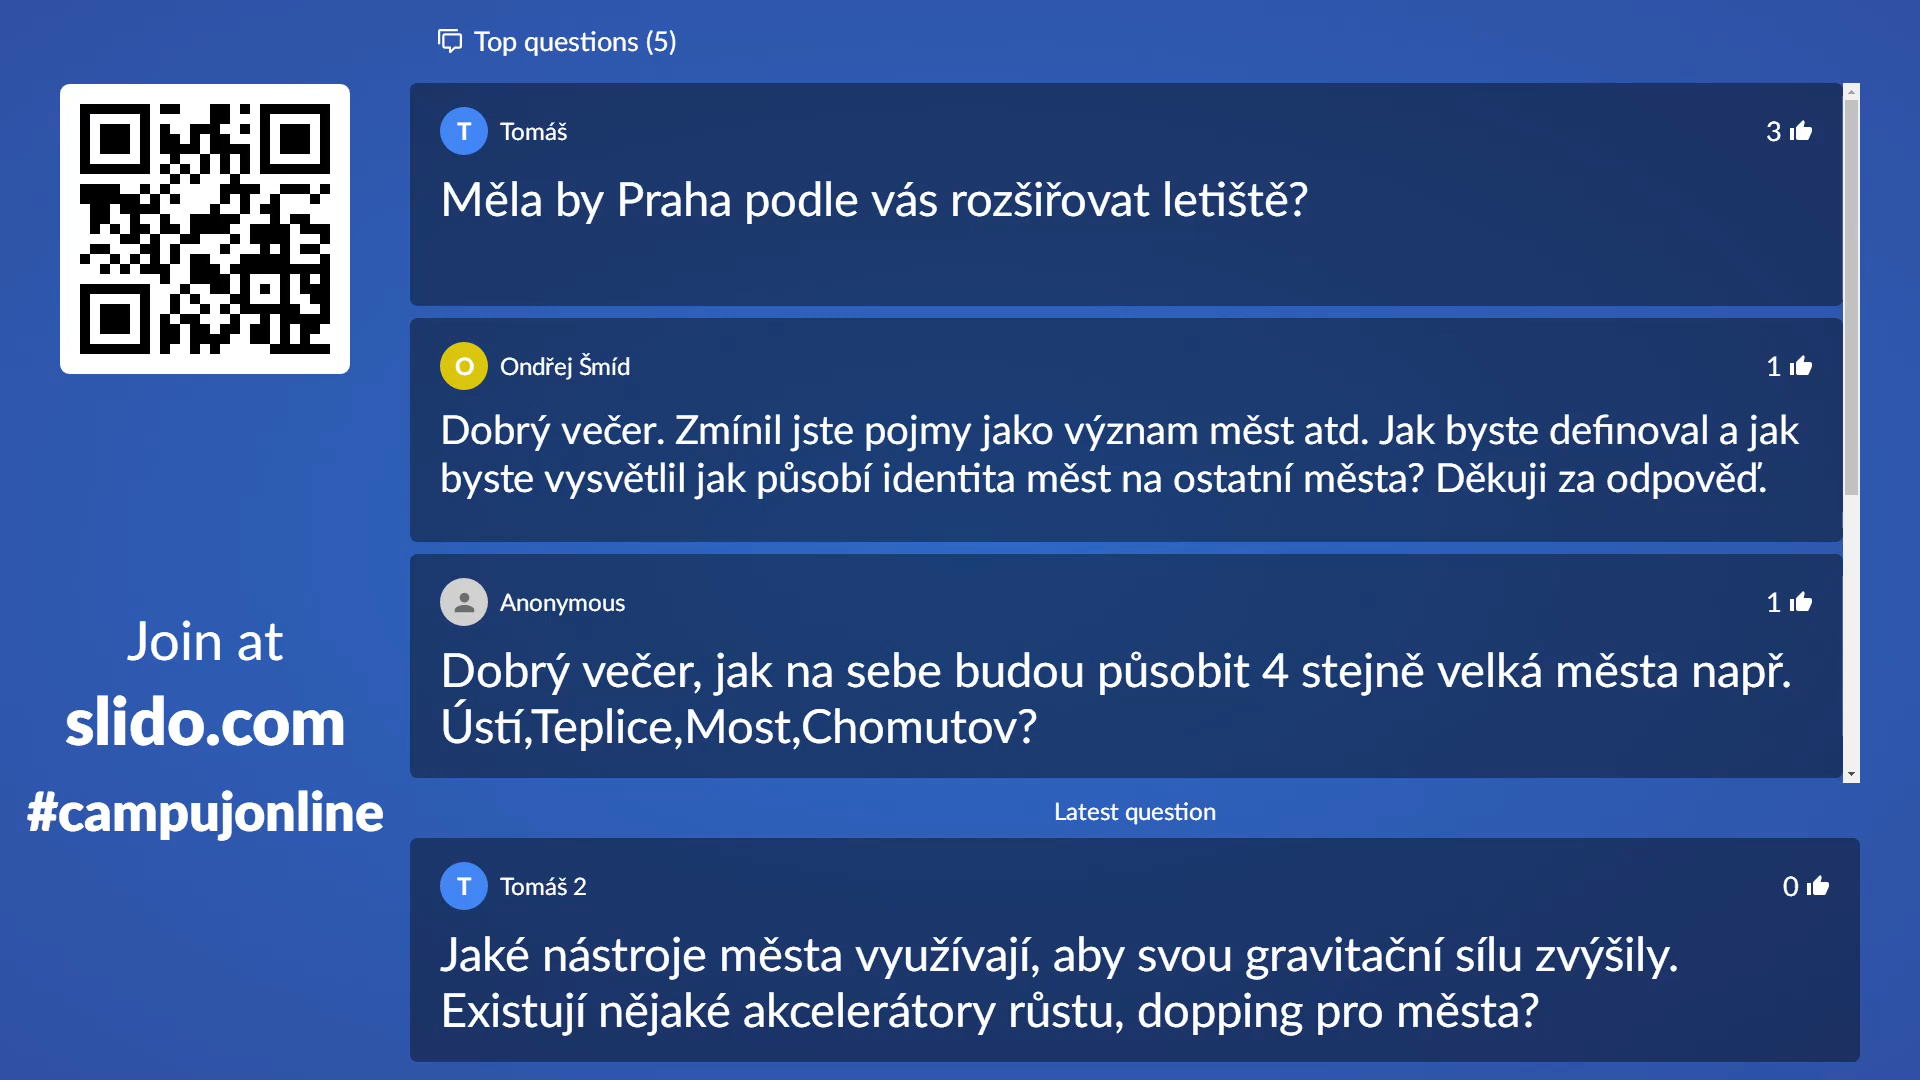 Top questions (5)
T Tomáš 3
Měla by Praha podle vás rozšiřovat letiště?
O Ondřej Šmíd 1
Dobrý večer. Zmínil jste pojmy jako význam měst atd. Jak byste definoval a jak
byste vysvětlil jak působí identita měst na ostatní města? Děkuji za odpověď.
Anonymous 1
Dobrý večer, jak na sebe budou působit 4 stejně velká města např.
Ústí,Teplice,Most,Chomutov?
Join at
slido.com
#campujonline
Latest question
T Tomáš 2 0
Jaké nástroje města využívají, aby svou gravitační sílu zvýšily.
Existují nějaké akcelerátory růstu, dopping pro města?